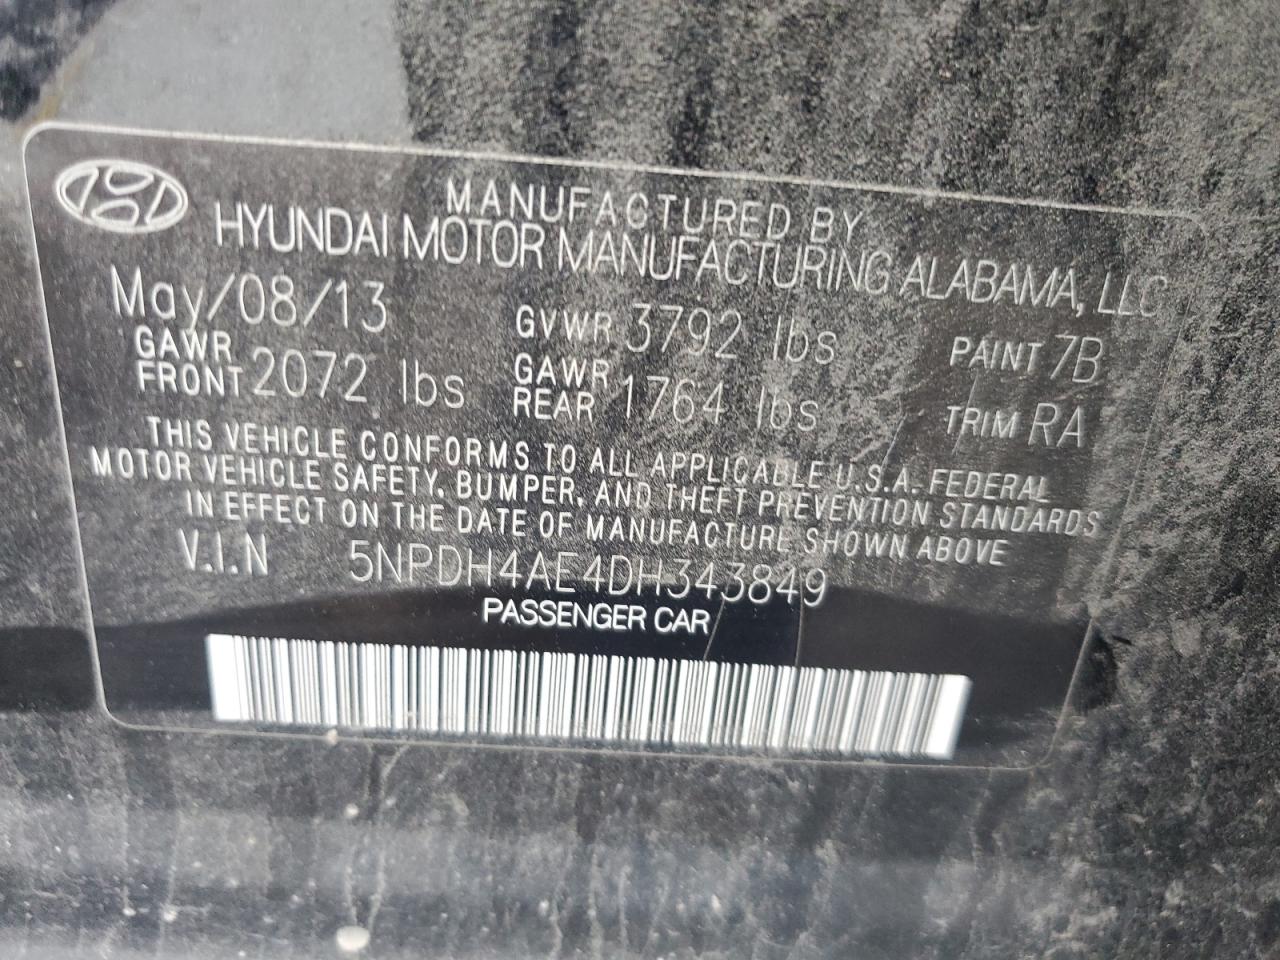 MANUFACTURED BY
HYUNDAI MOTOR MANUFACTURING ALABAMA, LLC
May/08/13 GVWR 3792 lbs PAINT 7B
GAWR FRONT 2072 lbs GAWR REAR 1764 lbs TRIM RA
THIS VEHICLE CONFORMS TO ALL APPLICABLE U.S.A. FEDERAL
MOTOR VEHICLE SAFETY, BUMPER, AND THEFT PREVENTION STANDARDS
IN EFFECT ON THE DATE OF MANUFACTURE SHOWN ABOVE
V.I.N 5NPDH4AE4DH343849
PASSENGER CAR